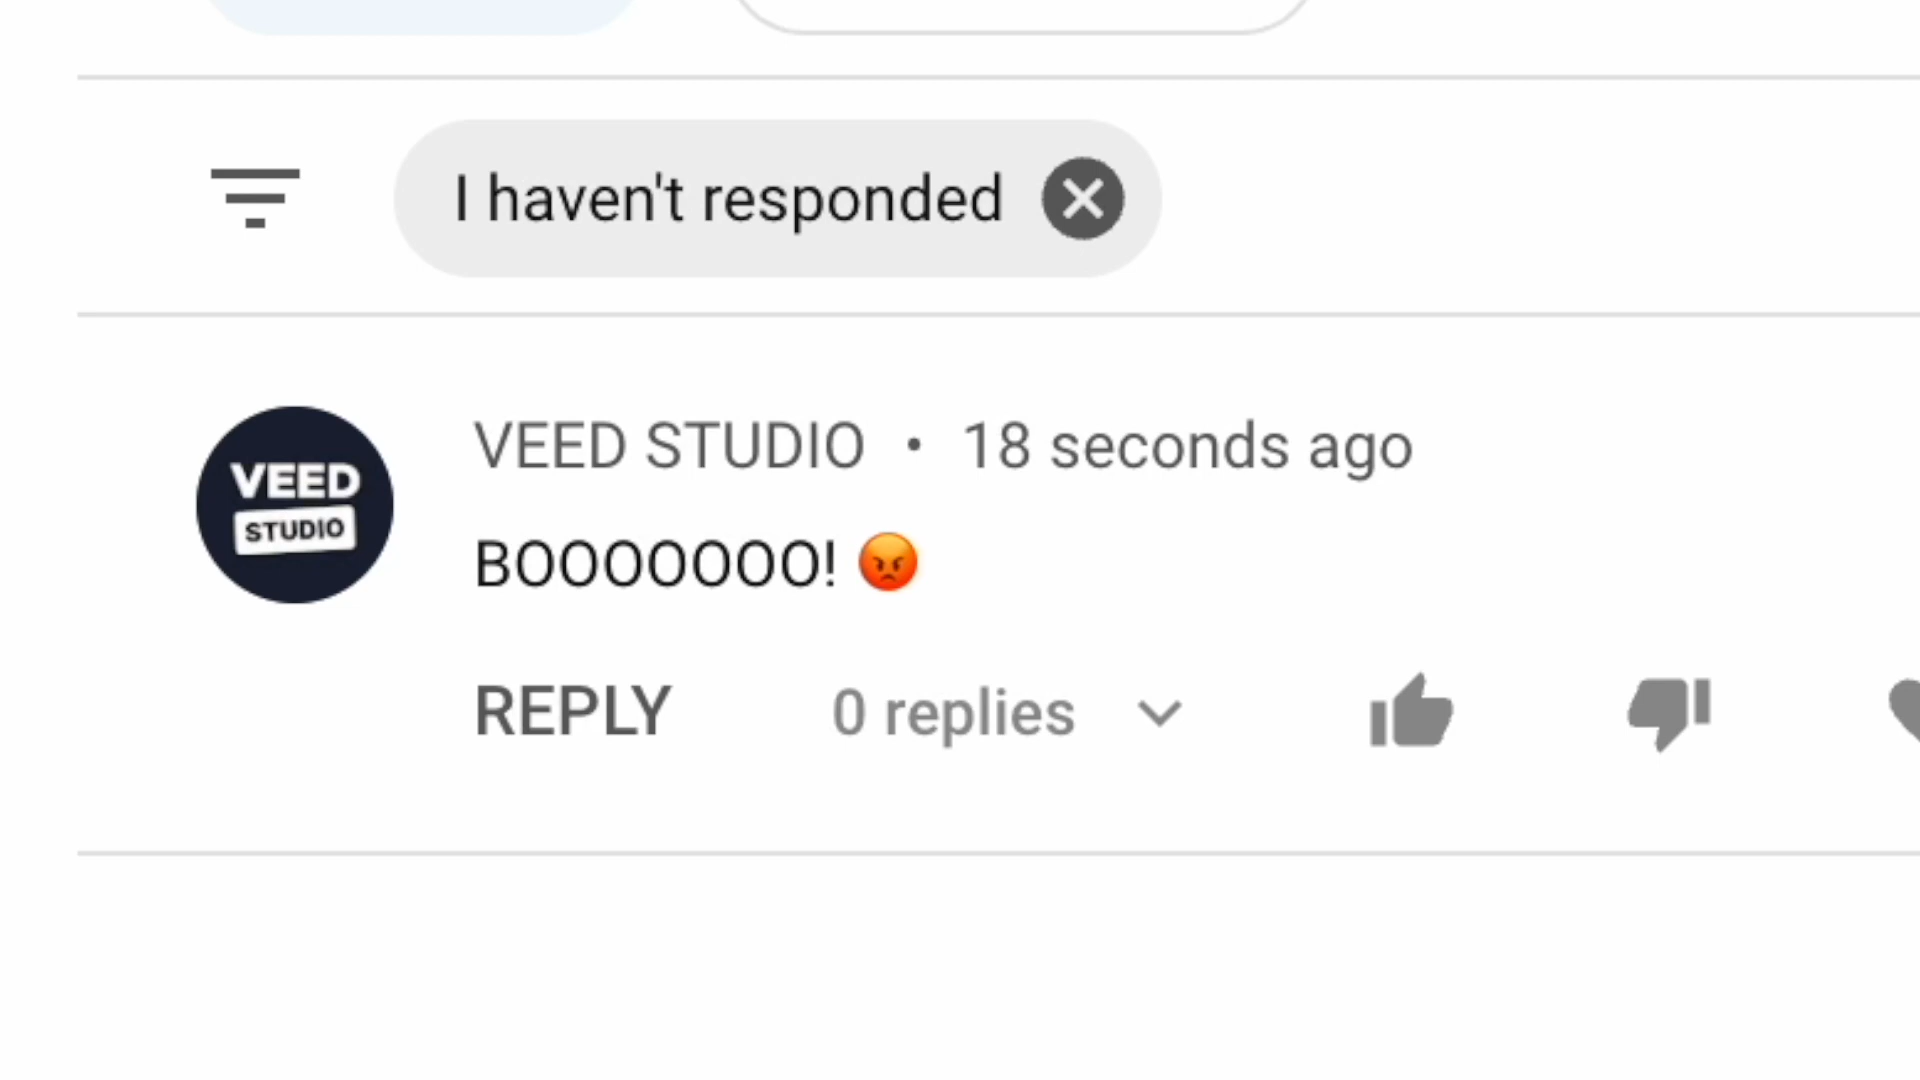 I haven't responded
VEED STUDIO • 18 seconds ago
VEED
STUDIO
BOOOOOOO! 😡
REPLY 0 replies